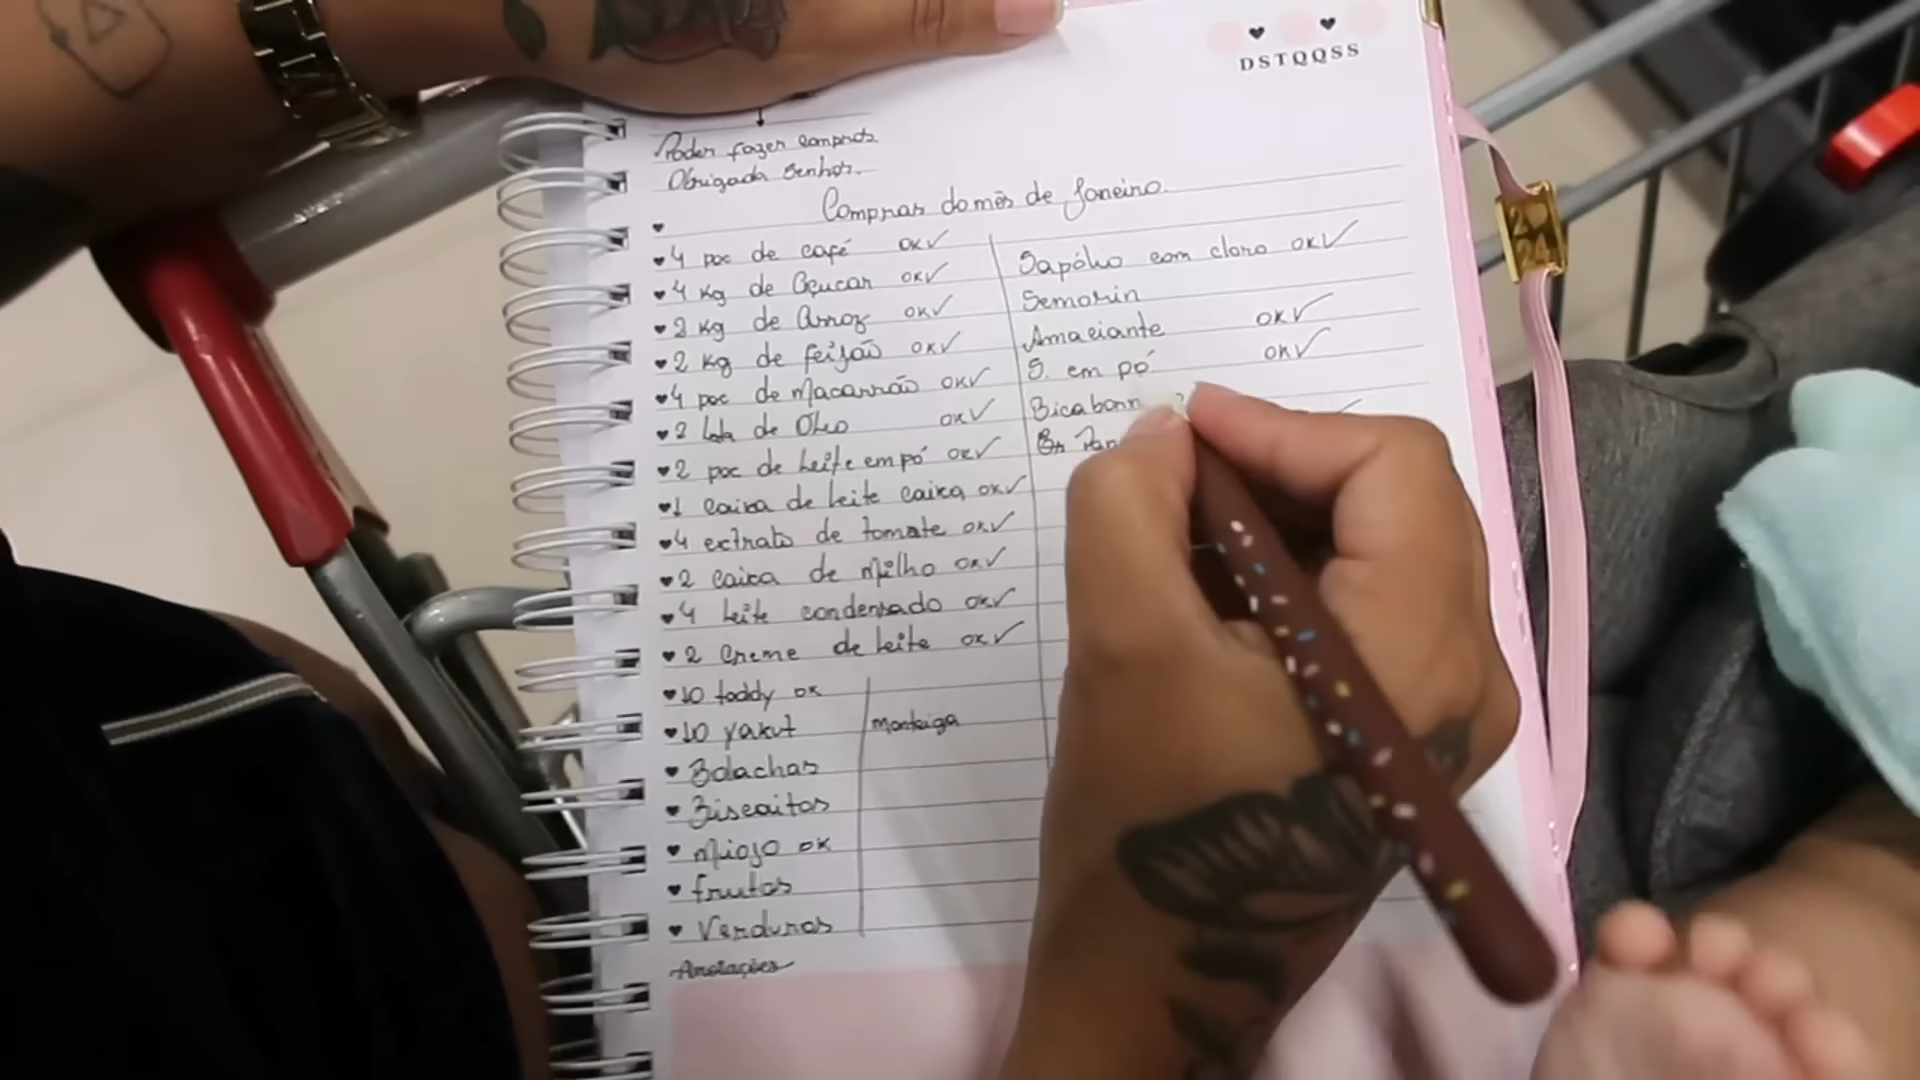 DSTQQSS
Poder fazer compras
Obrigada Senhor.
Compras do mês de Janeiro.
4 pac de café ok✓
4 Kg de Açucar ok✓
2 Kg de Arroz ok✓
2 Kg de feijão ok✓
4 pac de Macarrão ok✓
2 lata de Oleo ok✓
2 pac de Leite em pó ok✓
1 Caixa de leite caixa ok✓
4 extrato de tomate ok✓
2 Caixa de Milho ok✓
4 Leite condensado ok✓
2 Creme de Leite ok✓
10 toddy ok
10 yakut
Bolachas
Biscoitos
Miojo ok
frutas
Verduras
Manteiga
Sapólio com cloro ok✓
Semorin
Amaciante ok✓
S. em pó ok✓
Anotações